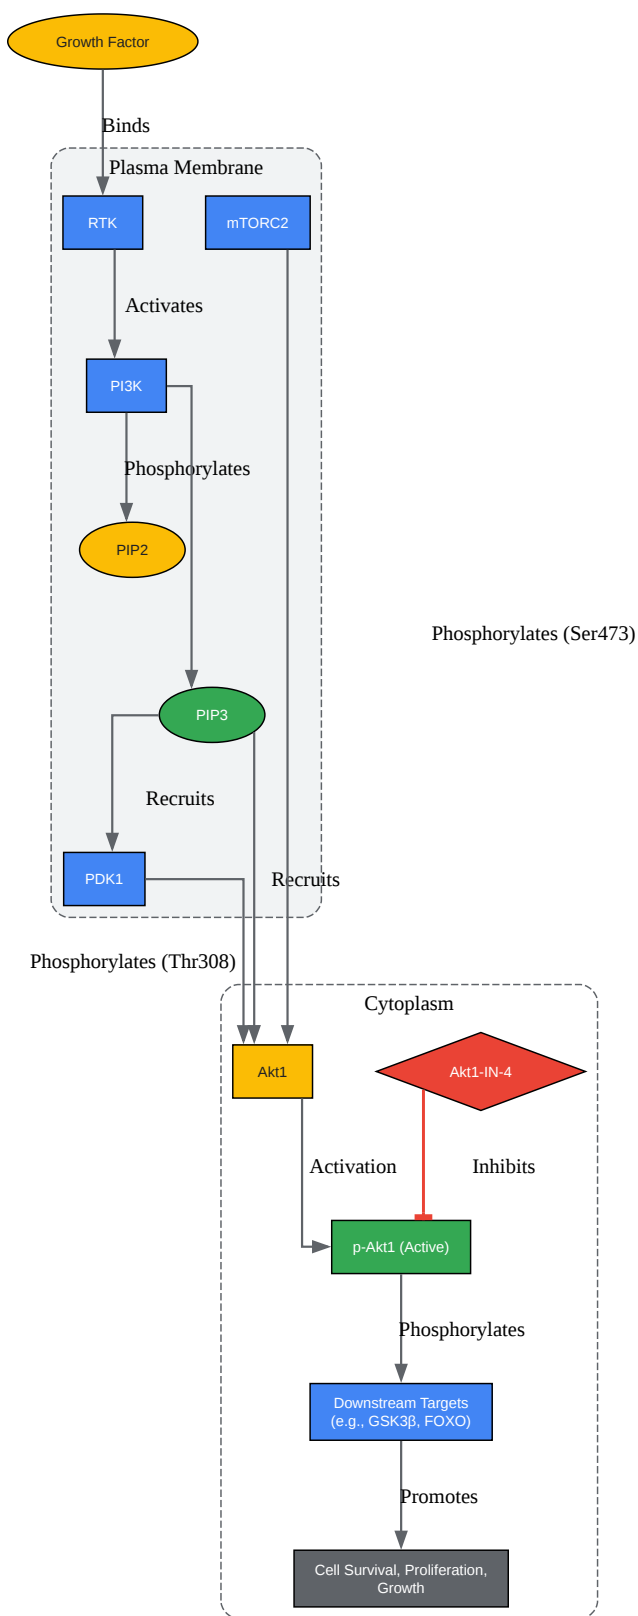 Growth Factor
Binds
Plasma Membrane
RTK
mTORC2
Activates
PI3K
Phosphorylates
PIP2
Phosphorylates (Ser473)
PIP3
Recruits
PDK1
Recruits
Phosphorylates (Thr308)
Cytoplasm
Akt1
Akt1-IN-4
Activation
Inhibits
p-Akt1 (Active)
Phosphorylates
Downstream Targets
(e.g., GSK3β, FOXO)
Promotes
Cell Survival, Proliferation,
Growth